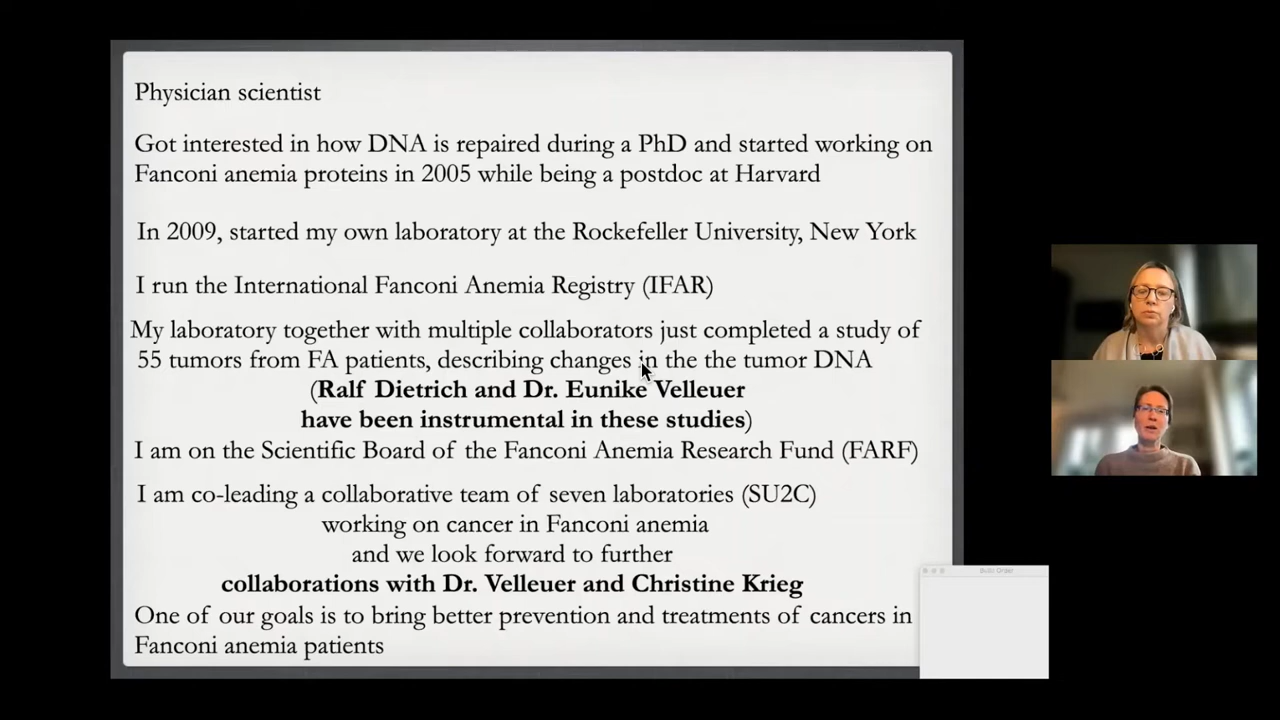 Physician scientist
Got interested in how DNA is repaired during a PhD and started working on
Fanconi anemia proteins in 2005 while being a postdoc at Harvard
In 2009, started my own laboratory at the Rockefeller University, New York
I run the International Fanconi Anemia Registry (IFAR)
My laboratory together with multiple collaborators just completed a study of
55 tumors from FA patients, describing changes in the the tumor DNA
(Ralf Dietrich and Dr. Eunike Velleuer
have been instrumental in these studies)
I am on the Scientific Board of the Fanconi Anemia Research Fund (FARF)
I am co-leading a collaborative team of seven laboratories (SU2C)
working on cancer in Fanconi anemia
and we look forward to further
collaborations with Dr. Velleuer and Christine Krieg
One of our goals is to bring better prevention and treatments of cancers in
Fanconi anemia patients
Build Order